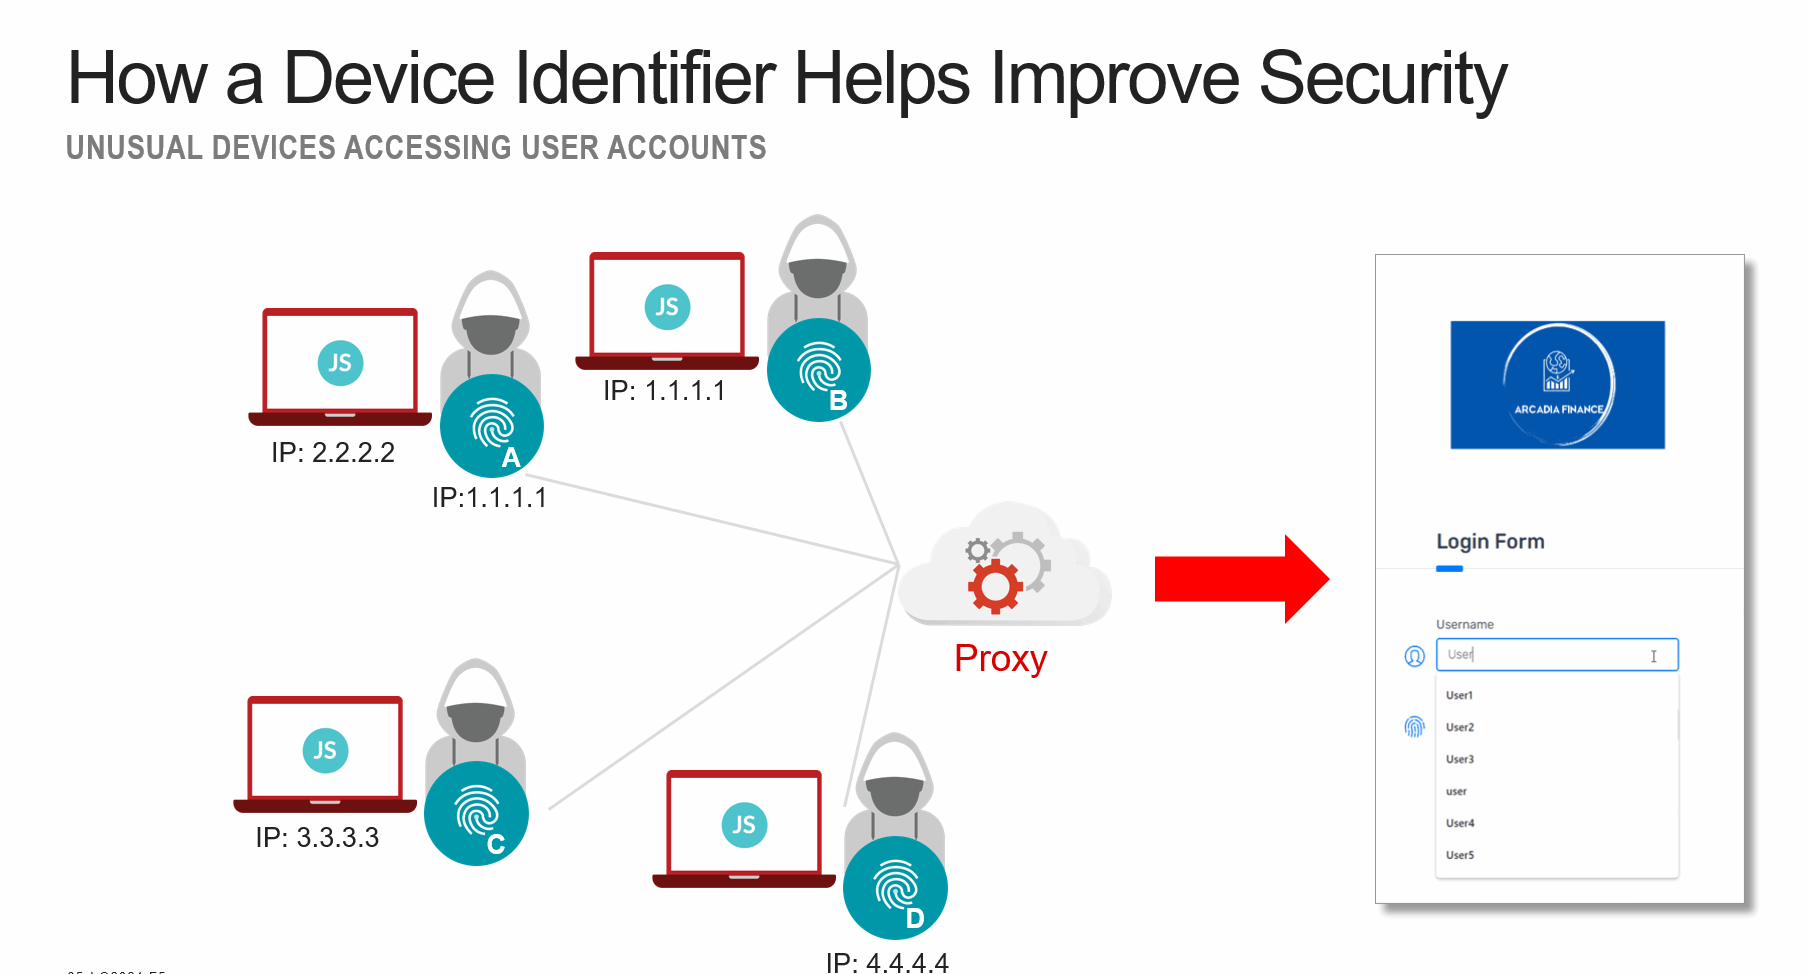 How a Device Identifier Helps Improve Security
UNUSUAL DEVICES ACCESSING USER ACCOUNTS
JS
IP: 2.2.2.2
A
IP:1.1.1.1
JS
IP: 1.1.1.1
B
JS
IP: 3.3.3.3
C
JS
D
IP: 4.4.4.4
Proxy
ARCADIA FINANCE
Login Form
Username
User
User1
User2
User3
user
User4
User5